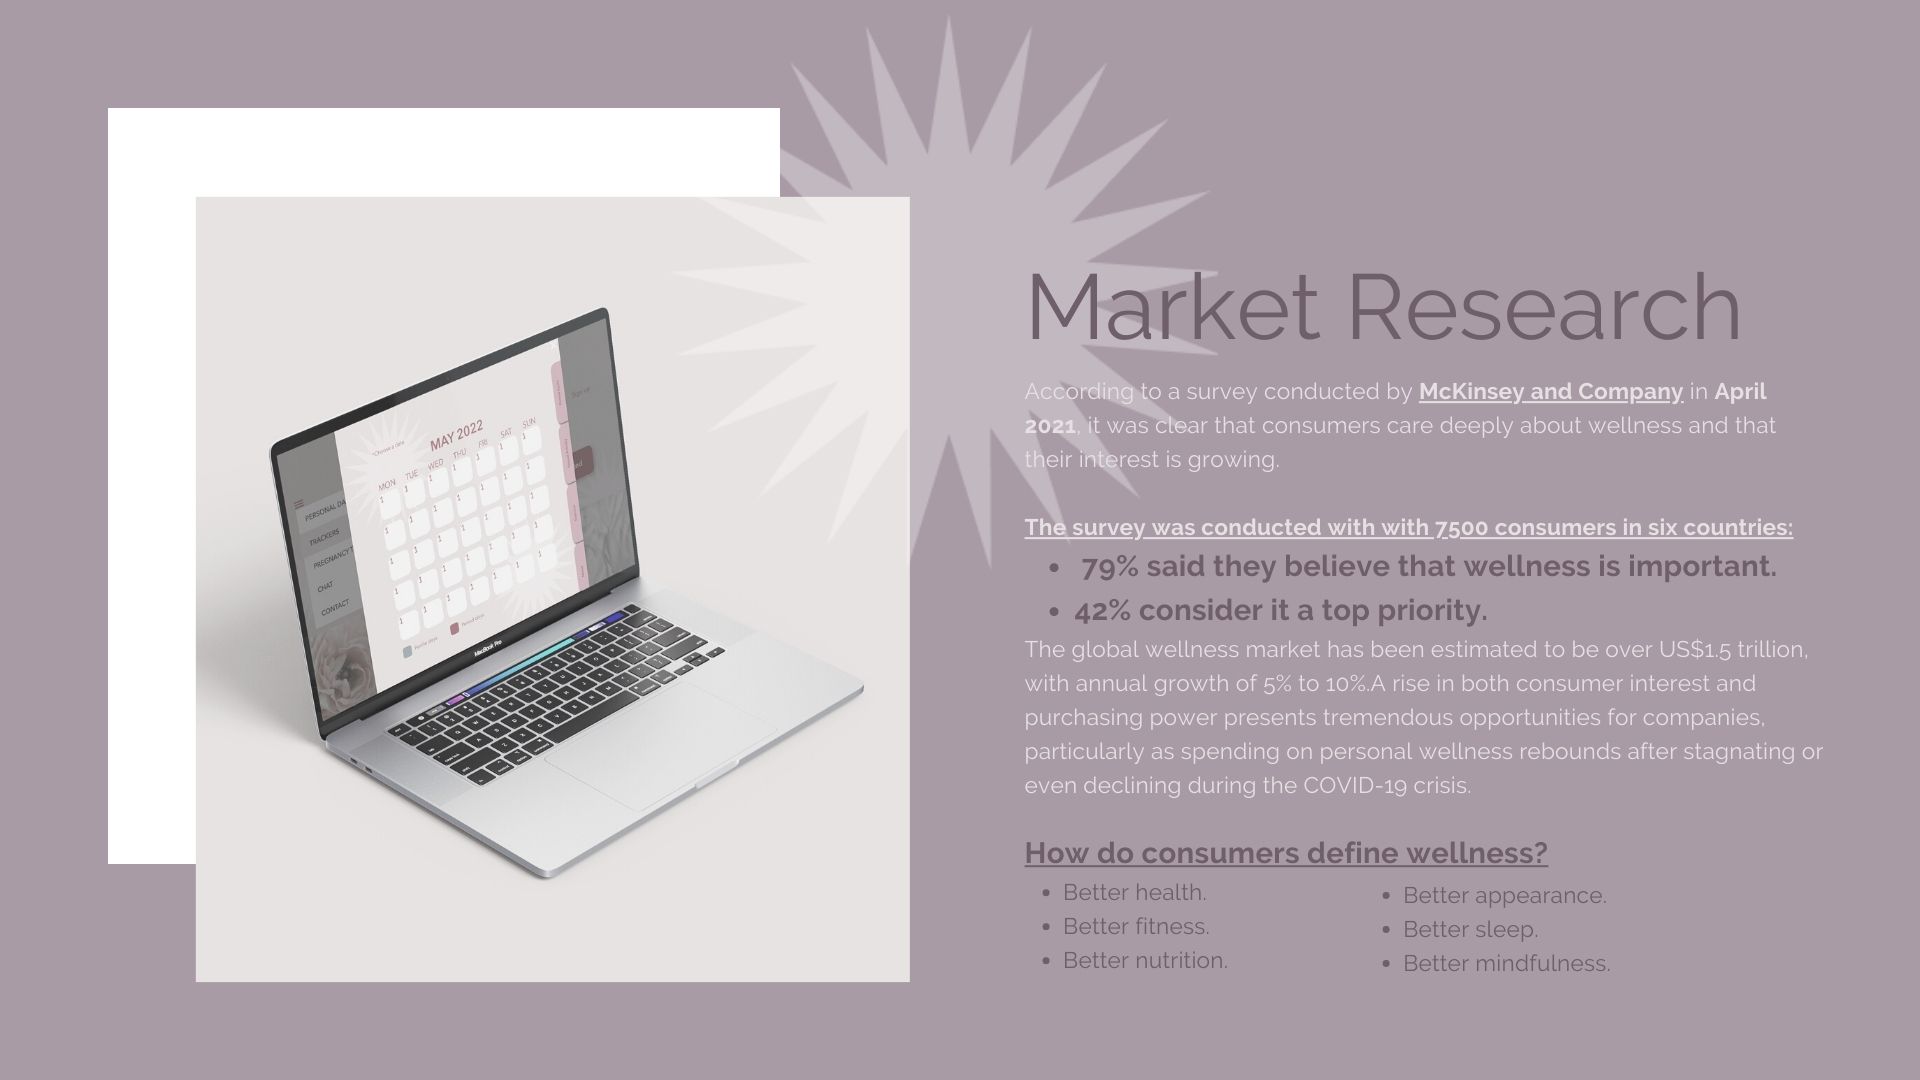 Market Research
According to a survey conducted by McKinsey and Company in April
2021, it was clear that consumers care deeply about wellness and that
their interest is growing.
The survey was conducted with with 7500 consumers in six countries:
• 79% said they believe that wellness is important.
• 42% consider it a top priority.
The global wellness market has been estimated to be over US$1.5 trillion,
with annual growth of 5% to 10%.A rise in both consumer interest and
purchasing power presents tremendous opportunities for companies,
particularly as spending on personal wellness rebounds after stagnating or
even declining during the COVID-19 crisis.
How do consumers define wellness?
• Better health.
• Better fitness.
• Better nutrition.
• Better appearance.
• Better sleep.
• Better mindfulness.
MAY 2022
MON TUE WED THU FRI SAT SUN
PERSONAL DA
TRACKERS
PREGNANCY T
CHAT
CONTACT
MacBook Pro